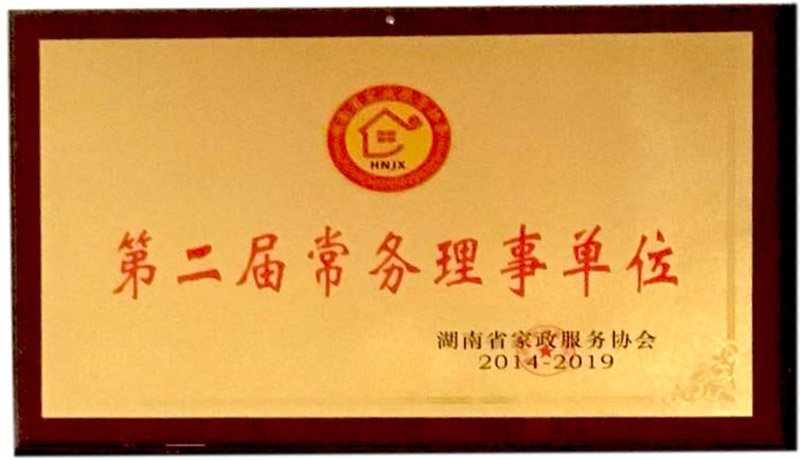 HNJX
第二届常务理事单位
湖南省家政服务协会
2014-2019